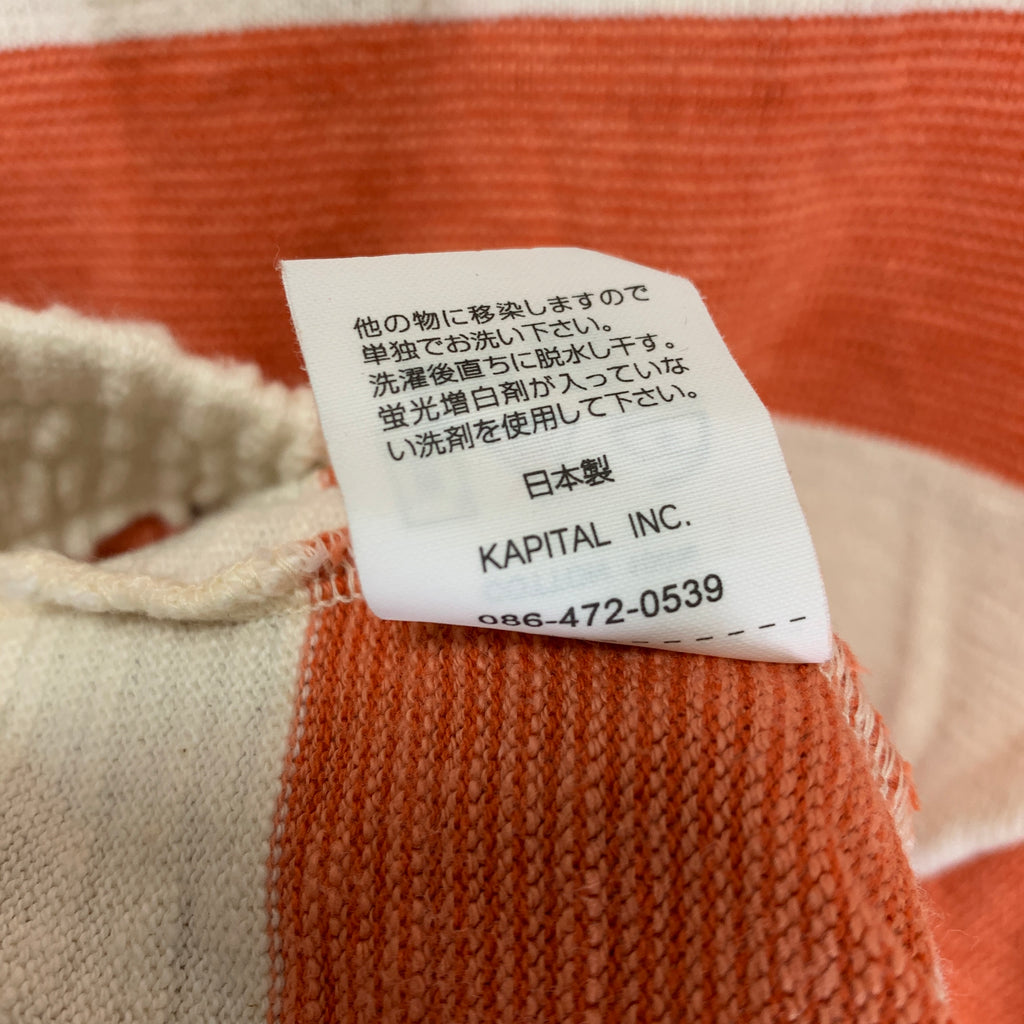 他の物に移染しますので
単独でお洗い下さい。
洗濯後直ちに脱水し干す。
蛍光増白剤が入っていな
い洗剤を使用して下さい。
日本製
KAPITAL INC.
086-472-0539